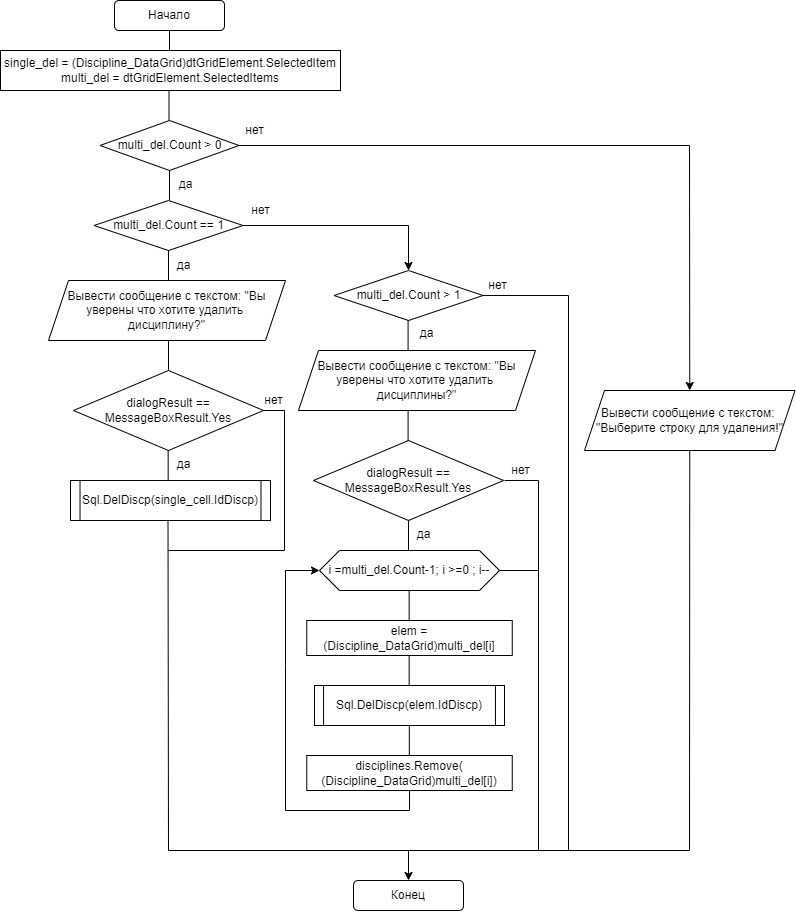 Начало
single_del = (Discipline_DataGrid)dtGridElement.SelectedItem
multi_del = dtGridElement.SelectedItems
нет
multi_del.Count > 0
да
нет
multi_del.Count == 1
да
Вывести сообщение с текстом: "Вы
уверены что хотите удалить
дисциплину?"
нет
multi_del.Count > 1
да
Вывести сообщение с текстом: "Вы
уверены что хотите удалить
дисциплины?"
нет
dialogResult ==
MessageBoxResult.Yes
да
Вывести сообщение с текстом:
"Выберите строку для удаления!"
Sql.DelDiscp(single_cell.IdDiscp)
нет
dialogResult ==
MessageBoxResult.Yes
да
i =multi_del.Count-1; i >=0 ; i--
elem =
(Discipline_DataGrid)multi_del[i]
Sql.DelDiscp(elem.IdDiscp)
disciplines.Remove(
(Discipline_DataGrid)multi_del[i])
Конец